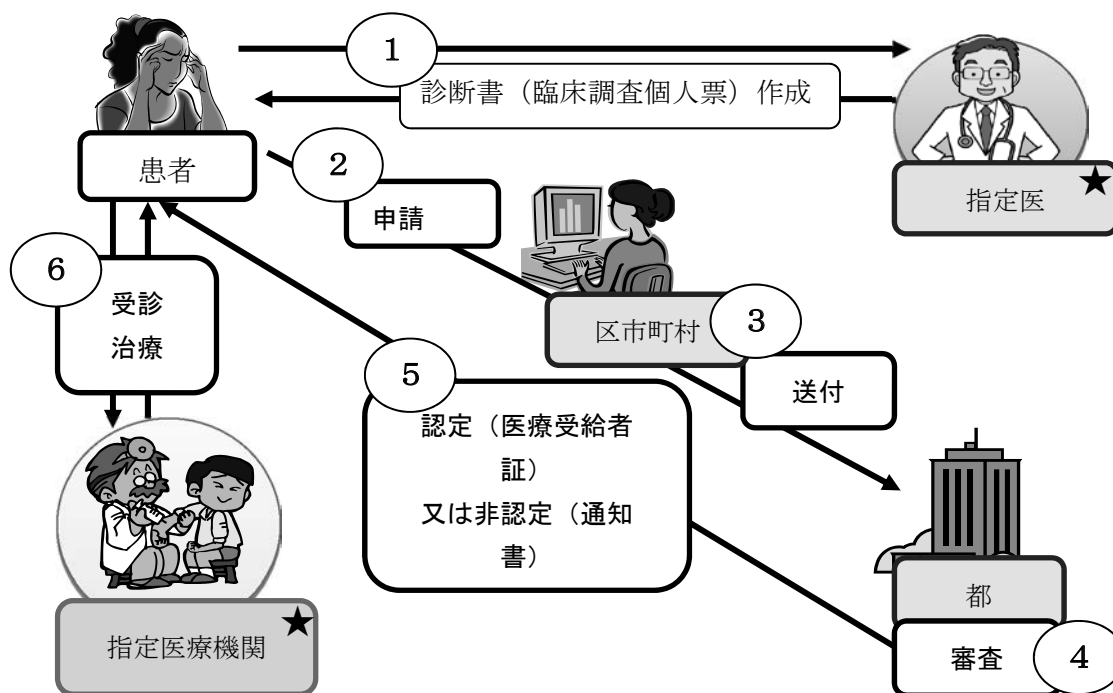 1
診断書（臨床調査個人票）作成
患者
指定医
★
2
申請
区市町村
3
送付
6
受診
治療
5
認定（医療受給者
証）
又は非認定（通知
書）
都
審査
4
指定医療機関
★